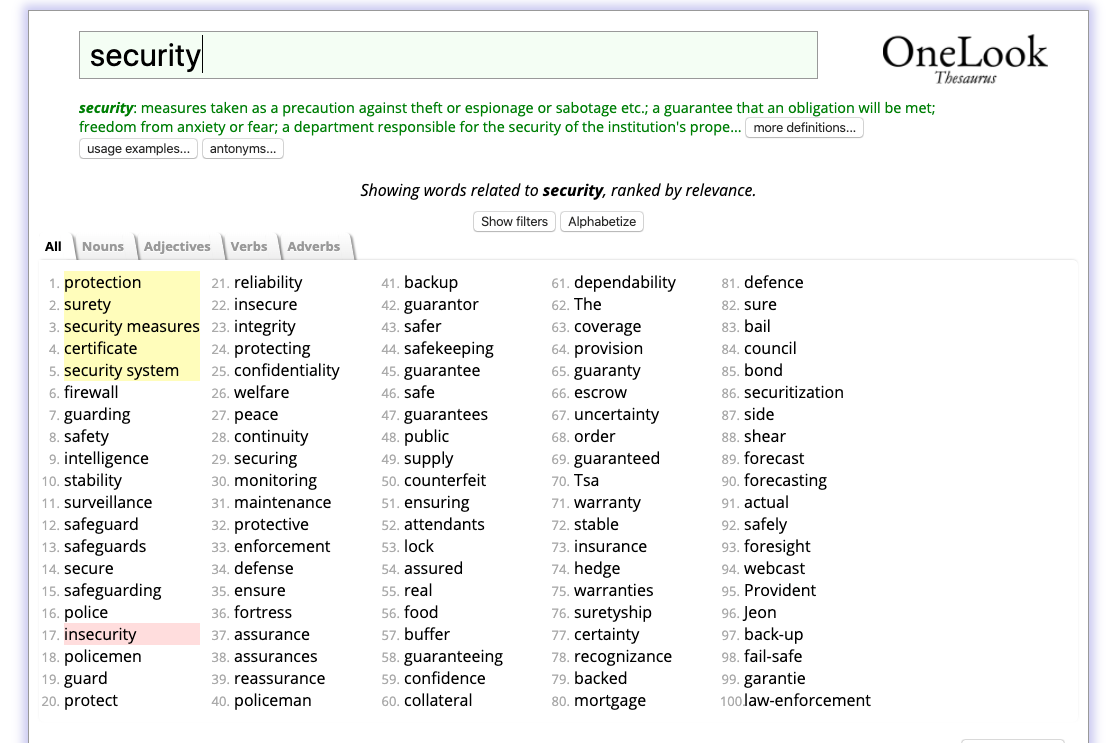 security
OneLook
Thesaurus
security: measures taken as a precaution against theft or espionage or sabotage etc.; a guarantee that an obligation will be met;
freedom from anxiety or fear; a department responsible for the security of the institution's prope... more definitions...
usage examples... antonyms...
Showing words related to security, ranked by relevance.
Show filters Alphabetize
All Nouns Adjectives Verbs Adverbs
1. protection
2. surety
3. security measures
4. certificate
5. security system
6. firewall
7. guarding
8. safety
9. intelligence
10. stability
11. surveillance
12. safeguard
13. safeguards
14. secure
15. safeguarding
16. police
17. insecurity
18. policemen
19. guard
20. protect
21. reliability
22. insecure
23. integrity
24. protecting
25. confidentiality
26. welfare
27. peace
28. continuity
29. securing
30. monitoring
31. maintenance
32. protective
33. enforcement
34. defense
35. ensure
36. fortress
37. assurance
38. assurances
39. reassurance
40. policeman
41. backup
42. guarantor
43. safer
44. safekeeping
45. guarantee
46. safe
47. guarantees
48. public
49. supply
50. counterfeit
51. ensuring
52. attendants
53. lock
54. assured
55. real
56. food
57. buffer
58. guaranteeing
59. confidence
60. collateral
61. dependability
62. The
63. coverage
64. provision
65. guaranty
66. escrow
67. uncertainty
68. order
69. guaranteed
70. Tsa
71. warranty
72. stable
73. insurance
74. hedge
75. warranties
76. suretyship
77. certainty
78. recognizance
79. backed
80. mortgage
81. defence
82. sure
83. bail
84. council
85. bond
86. securitization
87. side
88. shear
89. forecast
90. forecasting
91. actual
92. safely
93. foresight
94. webcast
95. Provident
96. Jeon
97. back-up
98. fail-safe
99. garantie
100. law-enforcement